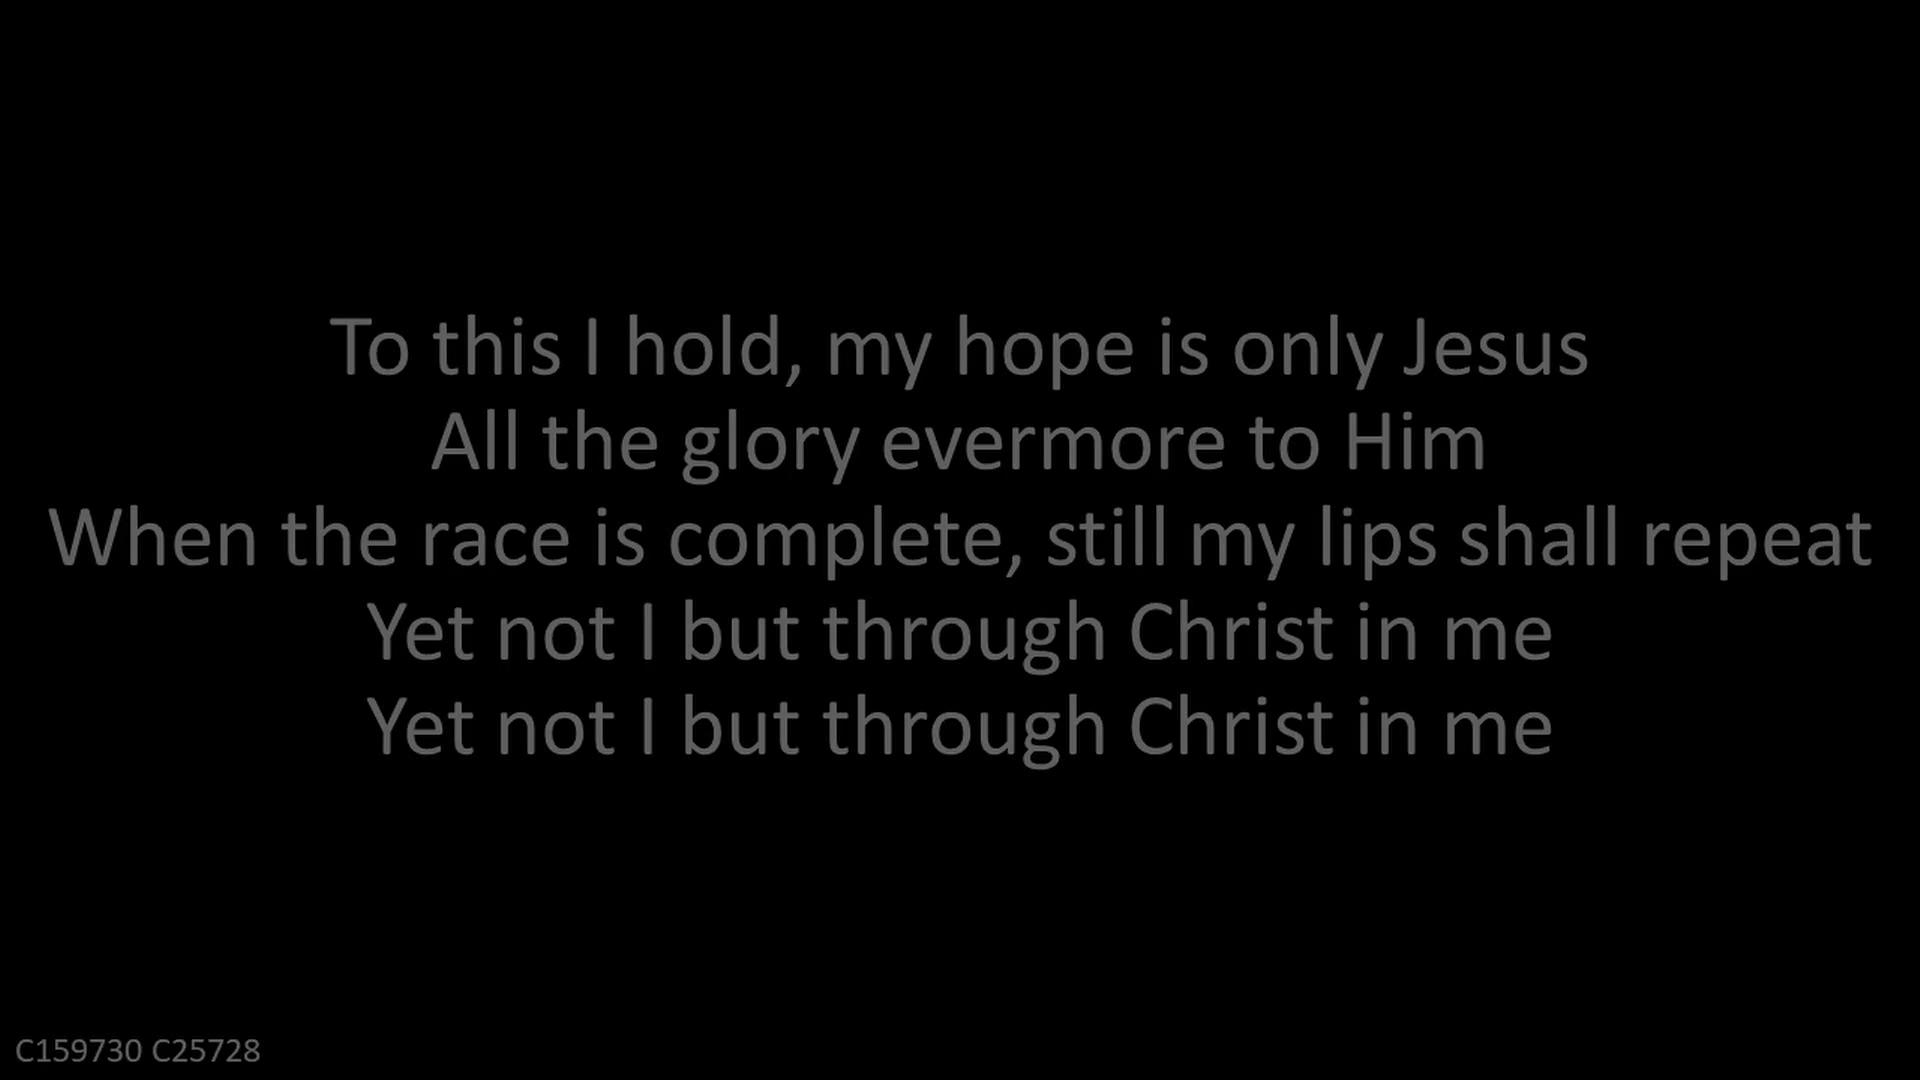 To this I hold, my hope is only Jesus
All the glory evermore to Him
When the race is complete, still my lips shall repeat
Yet not I but through Christ in me
Yet not I but through Christ in me
C159730 C25728